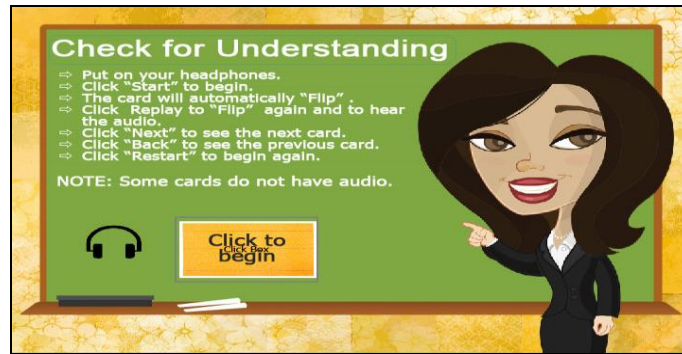 Check for Understanding
⇨ Put on your headphones.
⇨ Click “Start” to begin.
⇨ The card will automatically “Flip” .
⇨ Click  Replay to “Flip”  again and to hear
the audio.
⇨ Click “Next” to see the next card.
⇨ Click “Back” to see the previous card.
⇨ Click “Restart” to begin again.
NOTE: Some cards do not have audio.
Click to
Click Box
begin